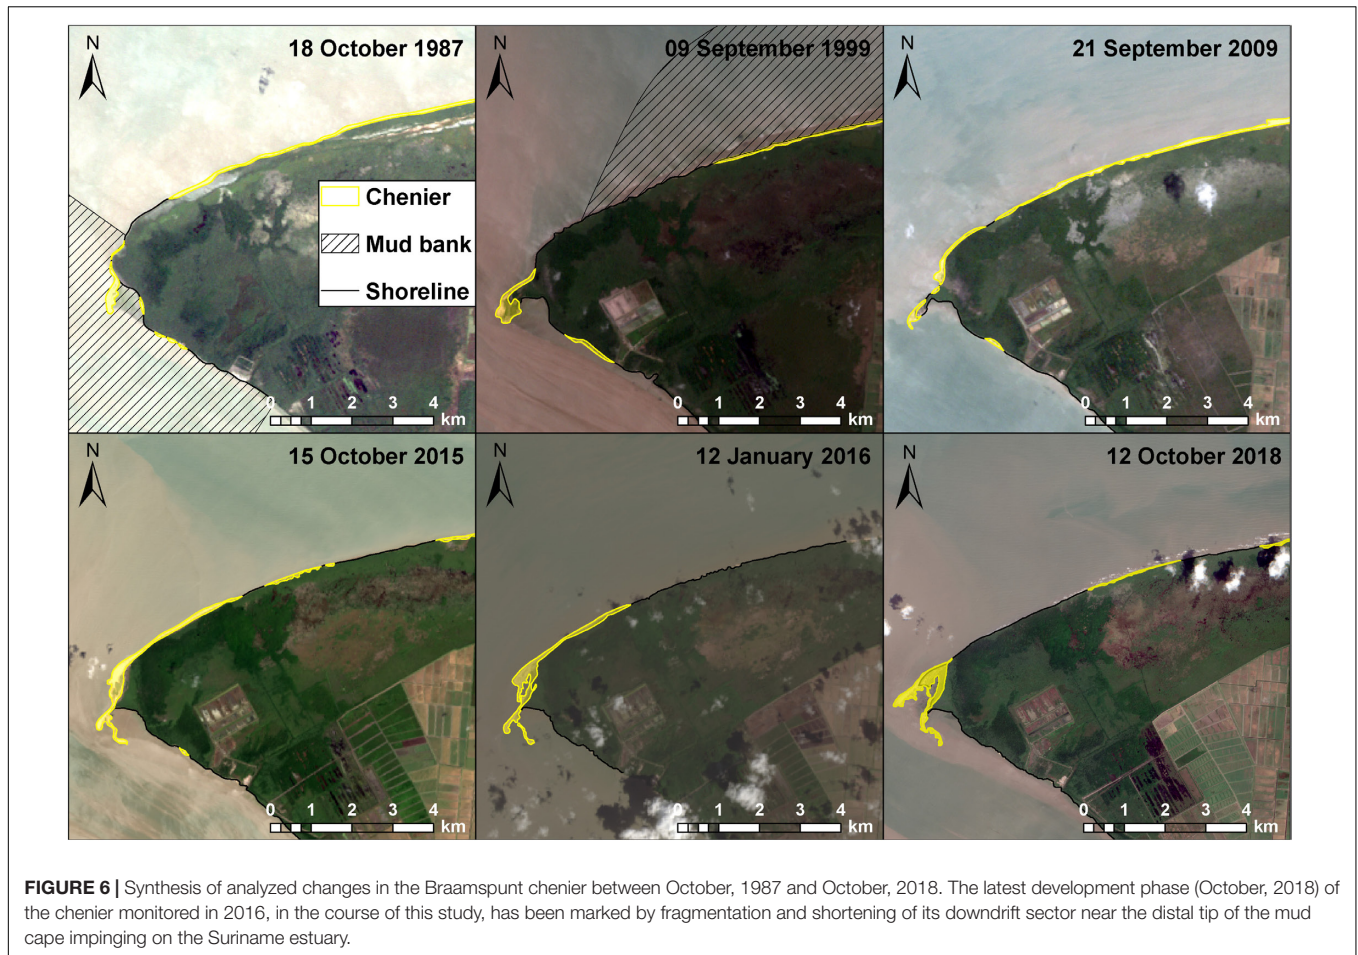 N
18 October 1987
Chenier
Mud bank
Shoreline
0 1 2 3 4
km
N
09 September 1999
0 1 2 3 4
km
N
21 September 2009
0 1 2 3 4
km
N
15 October 2015
0 1 2 3 4
km
N
12 January 2016
0 1 2 3 4
km
N
12 October 2018
0 1 2 3 4
km
FIGURE 6 | Synthesis of analyzed changes in the Braamspunt chenier between October, 1987 and October, 2018. The latest development phase (October, 2018) of
the chenier monitored in 2016, in the course of this study, has been marked by fragmentation and shortening of its downdrift sector near the distal tip of the mud
cape impinging on the Suriname estuary.